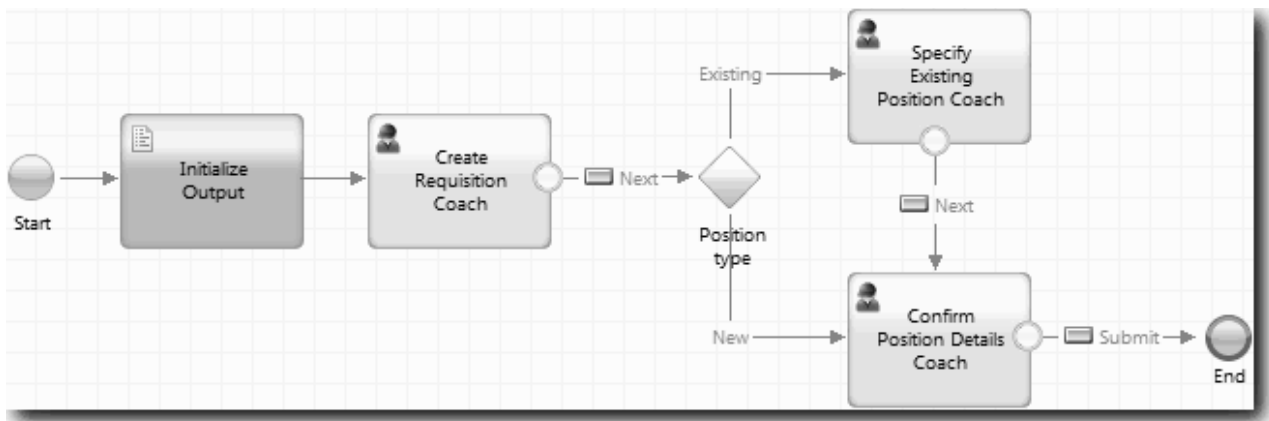 Start
Initialize
Output
Create
Requisition
Coach
Next
Position
type
Existing
New
Specify
Existing
Position Coach
Next
Confirm
Position Details
Coach
Submit
End